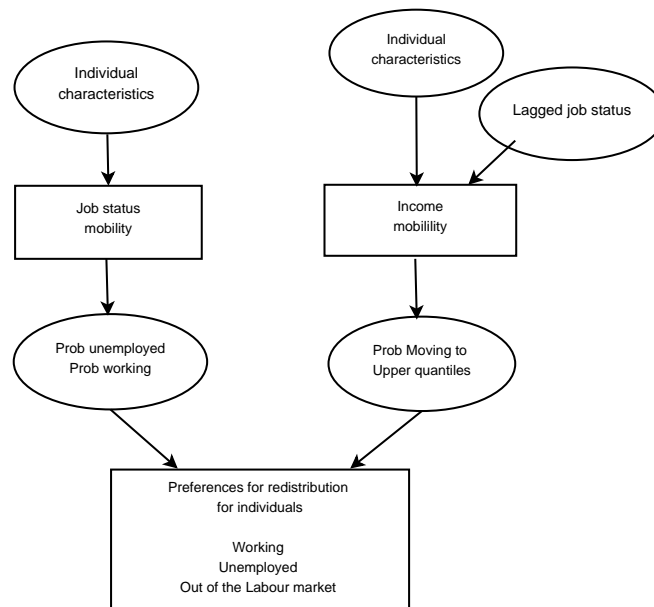 Individual
characteristics
Individual
characteristics
Lagged job status
Job status
mobility
Income
mobilility
Prob unemployed
Prob working
Prob Moving to
Upper quantiles
Preferences for redistribution
for individuals
Working
Unemployed
Out of the Labour market